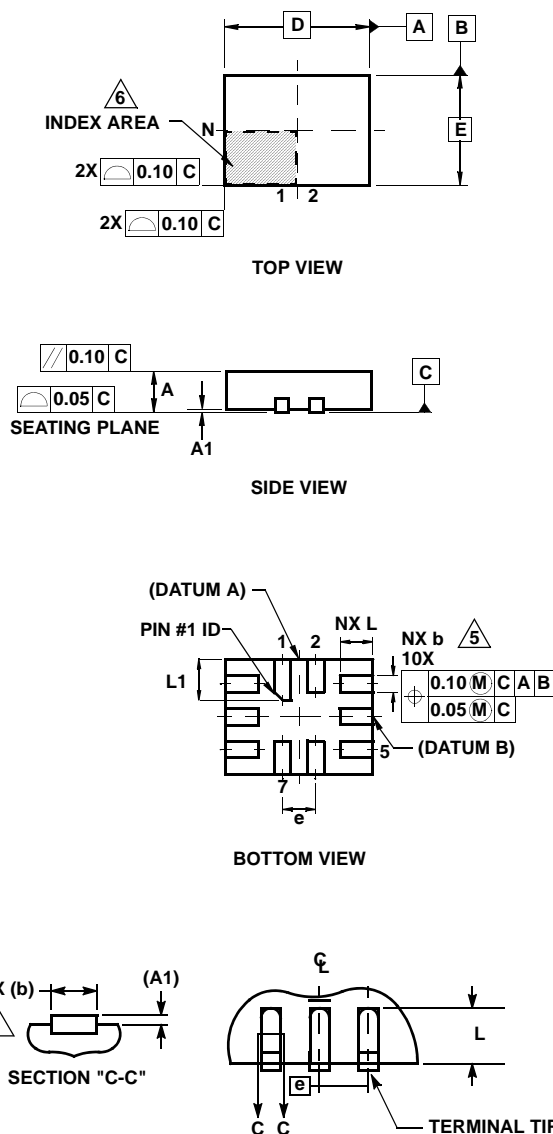 D
A
B
6
INDEX AREA
N
E
2X 0.10 C
1 2
2X 0.10 C
TOP VIEW
// 0.10 C
A
C
0.05 C
SEATING PLANE
A1
SIDE VIEW
(DATUM A)
PIN #1 ID
1 2
NX L
NX b 5
10X
L1
0.10 M C A B
0.05 M C
5
(DATUM B)
7
e
BOTTOM VIEW
X (b)
(A1)
SECTION "C-C"
CL
L
e
C C
TERMINAL TIP